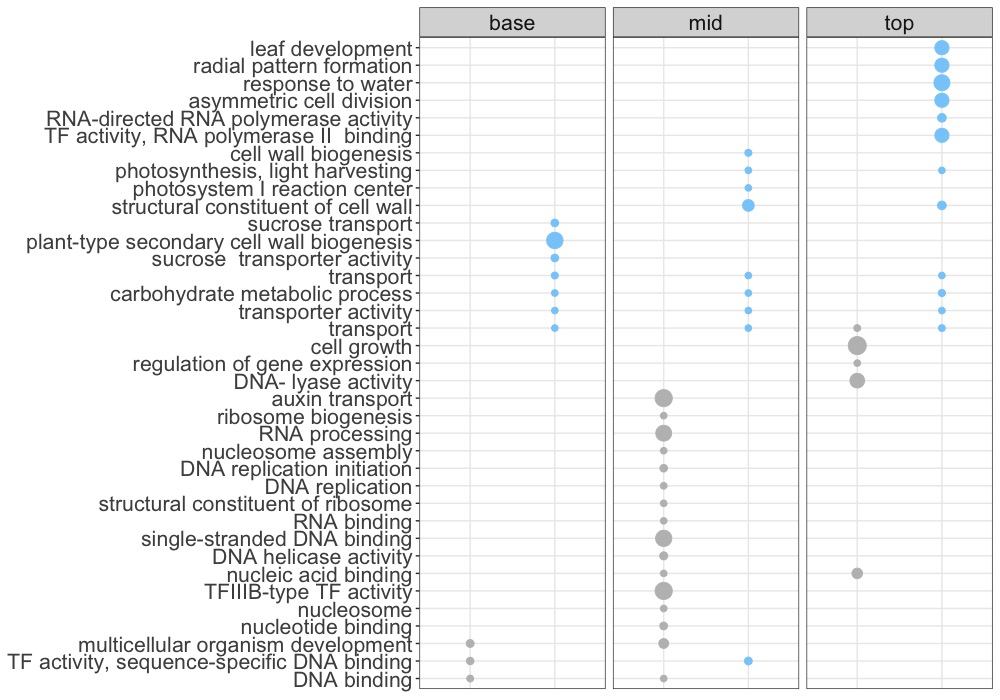 base mid top
leaf development
radial pattern formation
response to water
asymmetric cell division
RNA-directed RNA polymerase activity
TF activity, RNA polymerase II  binding
cell wall biogenesis
photosynthesis, light harvesting
photosystem I reaction center
structural constituent of cell wall
sucrose transport
plant-type secondary cell wall biogenesis
sucrose  transporter activity
transport
carbohydrate metabolic process
transporter activity
transport
cell growth
regulation of gene expression
DNA- lyase activity
auxin transport
ribosome biogenesis
RNA processing
nucleosome assembly
DNA replication initiation
DNA replication
structural constituent of ribosome
RNA binding
single-stranded DNA binding
DNA helicase activity
nucleic acid binding
TFIIIB-type TF activity
nucleosome
nucleotide binding
multicellular organism development
TF activity, sequence-specific DNA binding
DNA binding